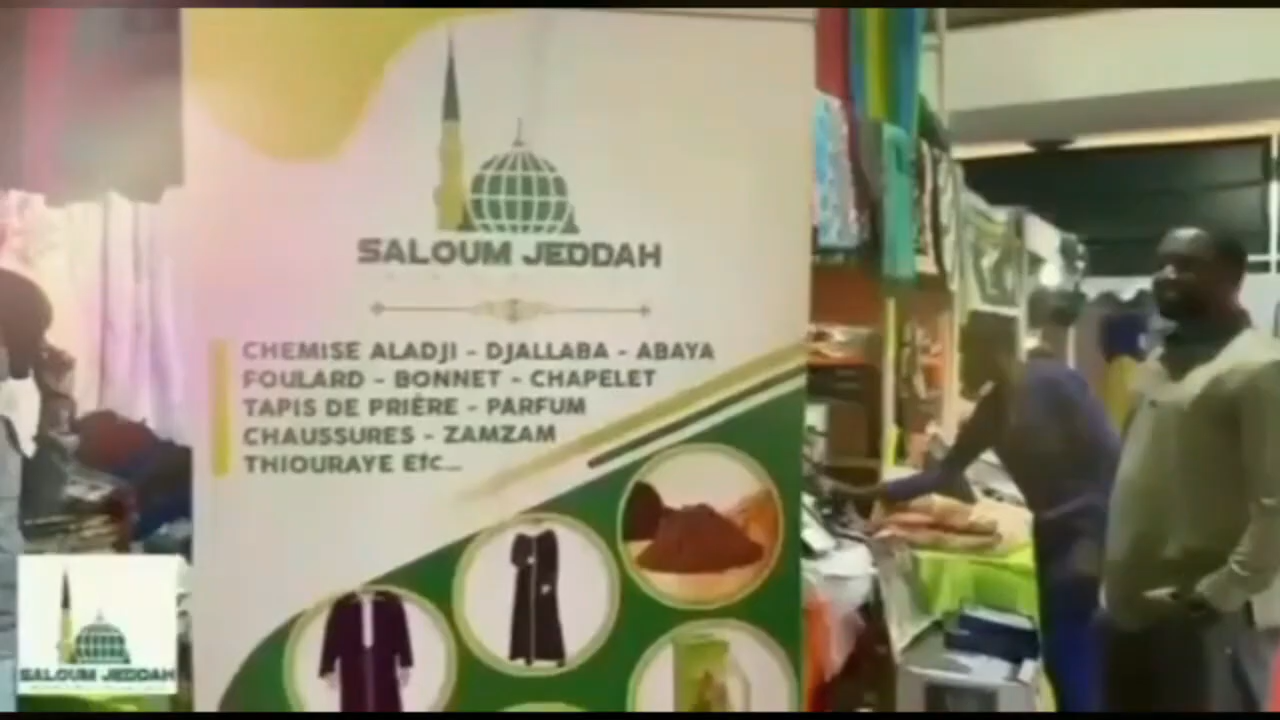 SALOUM JEDDAH
CHEMISE ALADJI - DJALLABA - ABAYA
FOULARD - BONNET - CHAPELET
TAPIS DE PRIÈRE - PARFUM
CHAUSSURES - ZAMZAM
THIOURAYE Etc...
SALOUM JEDDAH